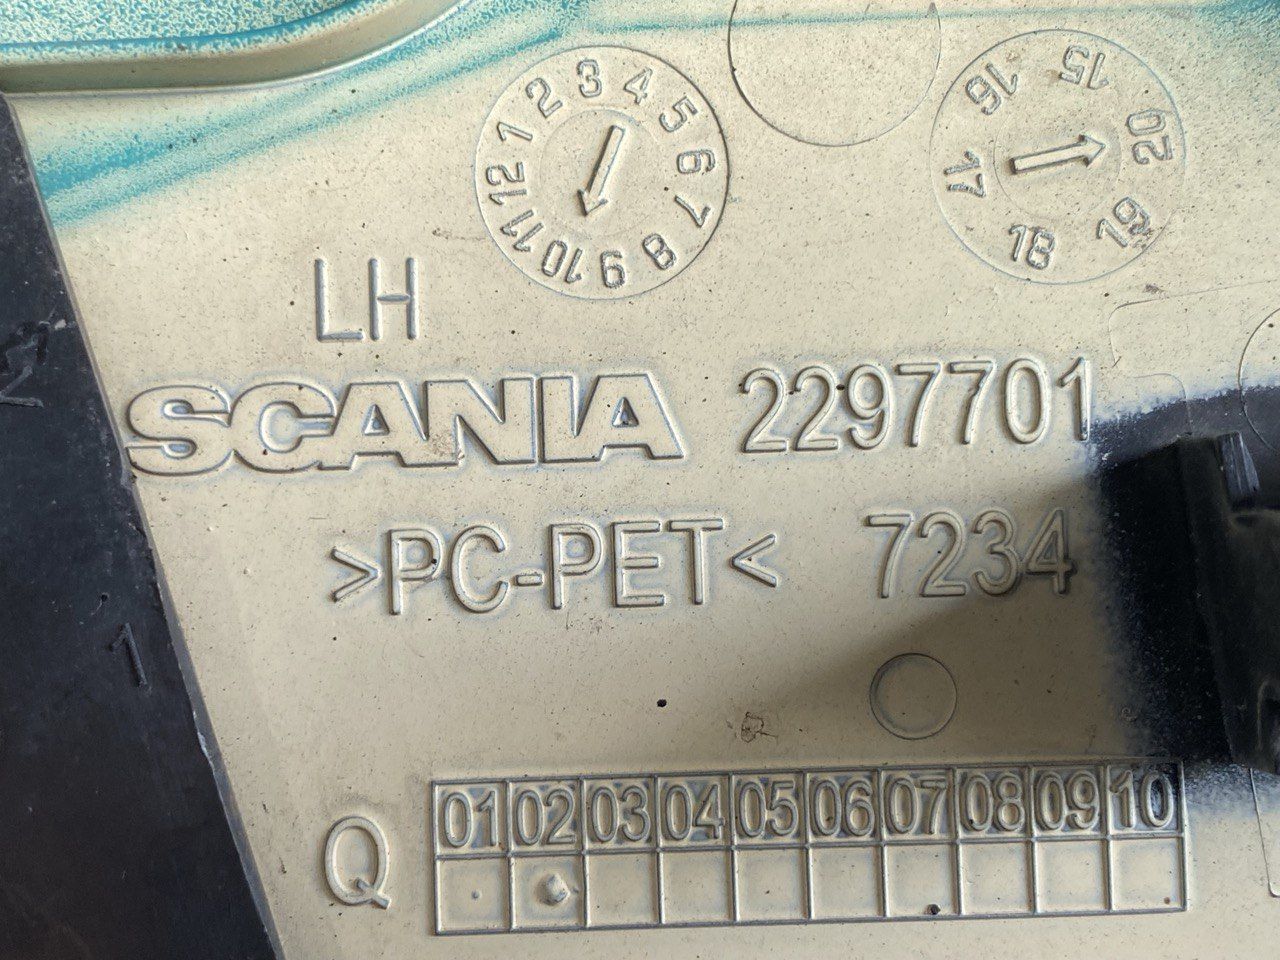 1 2 3 4 5 6 7 8 9 10 11 12
15 16 17 18 19 20
LH
SCANIA 2297701
>PC-PET< 7234
1
Q 01 02 03 04 05 06 07 08 09 10